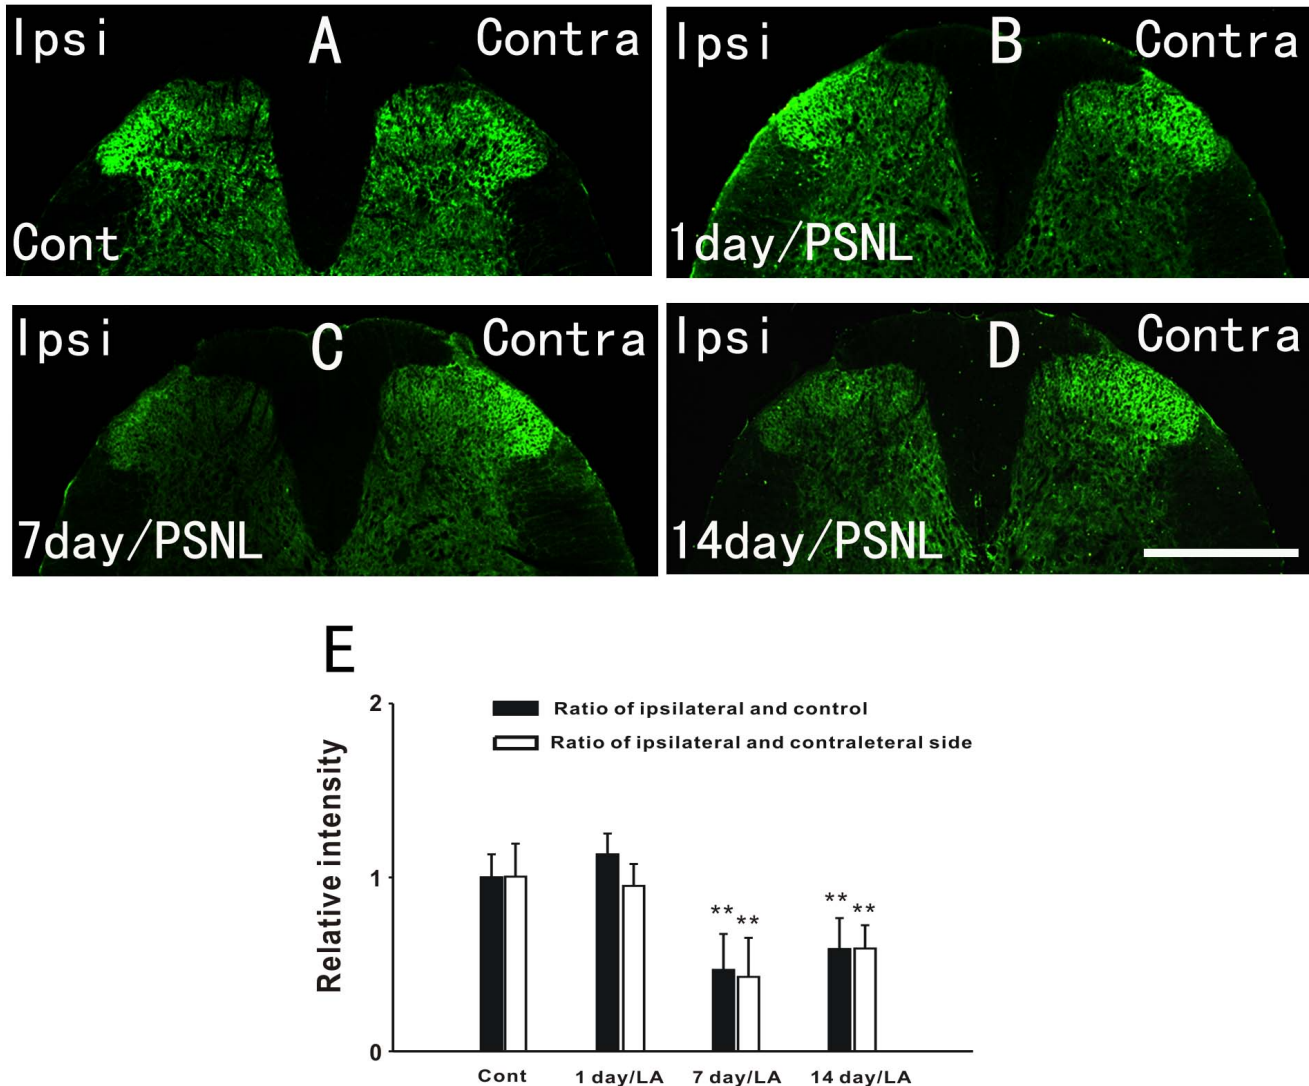 Ipsi A Contra
Cont
Ipsi B Contra
1day/PSNL
Ipsi C Contra
7day/PSNL
Ipsi D Contra
14day/PSNL
E
2
Ratio of ipsilateral and control
Ratio of ipsilateral and contraleteral side
Relative intensity
1
** ** ** **
0
Cont 1 day/LA 7 day/LA 14 day/LA